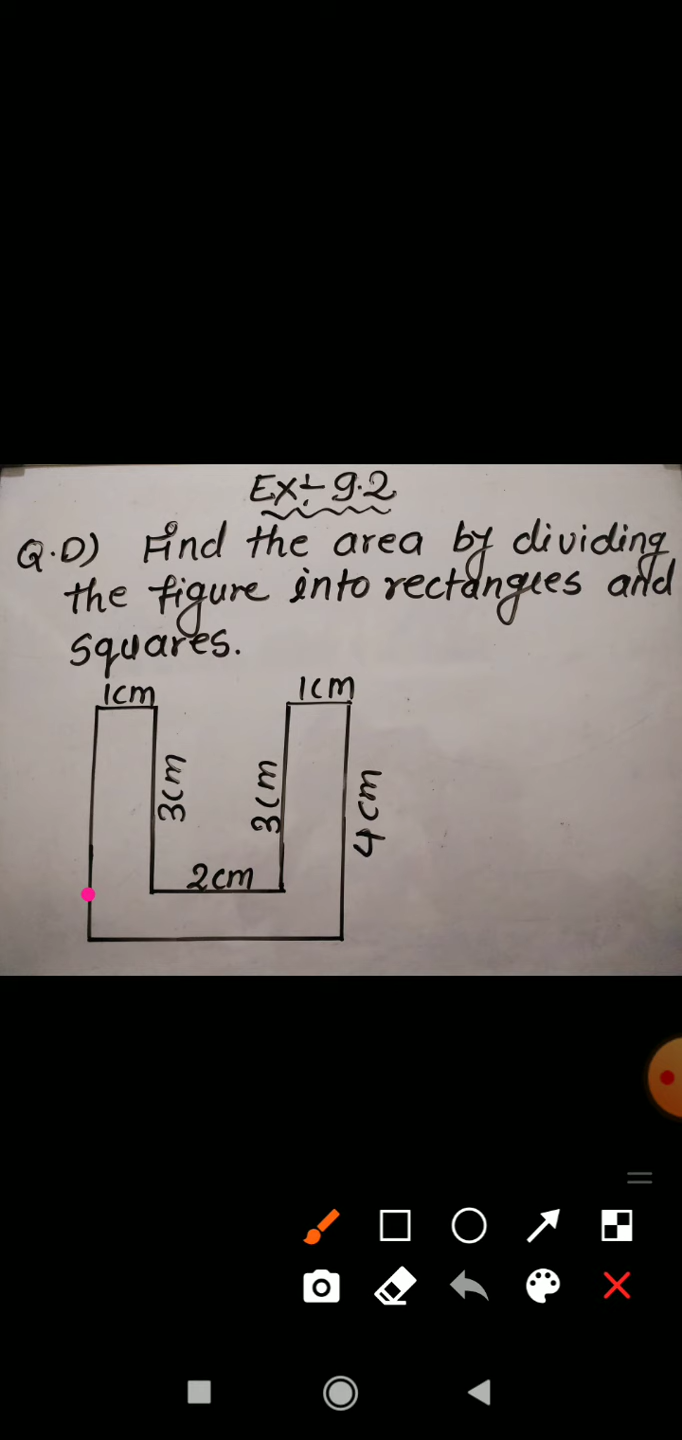 Ex÷ 9.2
Q.D) Find the area by dividing
the figure into rectangles and
squares.
1cm 1cm
3cm 3cm 4cm
2cm